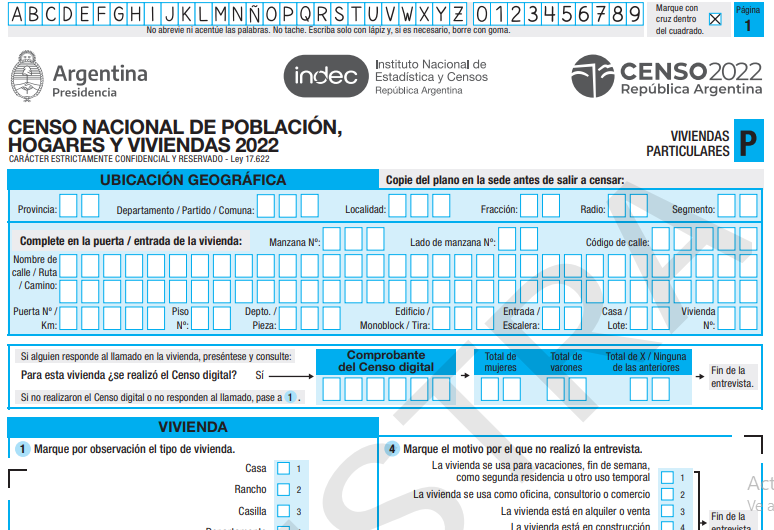 A B C D E F G H I J K L M N Ñ O P Q R S T U V W X Y Z 0 1 2 3 4 5 6 7 8 9
No abrevie ni acentúe las palabras. No tache. Escriba solo con lápiz y, si es necesario, borre con goma.
Marque con
cruz dentro
del cuadrado.
Página
1
Argentina
Presidencia
indec
Instituto Nacional de
Estadística y Censos
República Argentina
CENSO2022
República Argentina
CENSO NACIONAL DE POBLACIÓN,
HOGARES Y VIVIENDAS 2022
CARÁCTER ESTRICTAMENTE CONFIDENCIAL Y RESERVADO - Ley 17.622
VIVIENDAS
PARTICULARES
P
UBICACIÓN GEOGRÁFICA
Copie del plano en la sede antes de salir a censar:
Provincia:
Departamento / Partido / Comuna:
Localidad:
Fracción:
Radio:
Segmento:
Complete en la puerta / entrada de la vivienda:
Manzana Nº:
Lado de manzana Nº:
Código de calle:
Nombre de
calle / Ruta
/ Camino:
Puerta Nº /
Km:
Piso
Nº:
Depto. /
Pieza:
Edificio /
Monoblock / Tira:
Entrada /
Escalera:
Casa /
Lote:
Vivienda
Nº:
Si alguien responde al llamado en la vivienda, preséntese y consulte:
Para esta vivienda ¿se realizó el Censo digital?
Sí
Si no realizaron el Censo digital o no responden al llamado, pase a 1 .
Comprobante
del Censo digital
Total de
mujeres
Total de
varones
Total de X / Ninguna
de las anteriores
Fin de la
entrevista.
VIVIENDA
1 Marque por observación el tipo de vivienda.
Casa 1
Rancho 2
Casilla 3
4 Marque el motivo por el que no realizó la entrevista.
La vivienda se usa para vacaciones, fin de semana,
como segunda residencia u otro uso temporal 1
La vivienda se usa como oficina, consultorio o comercio 2
La vivienda está en alquiler o venta 3
La vivienda está en construcción 4
Fin de la
entrevista
STRA
Act
Ve a